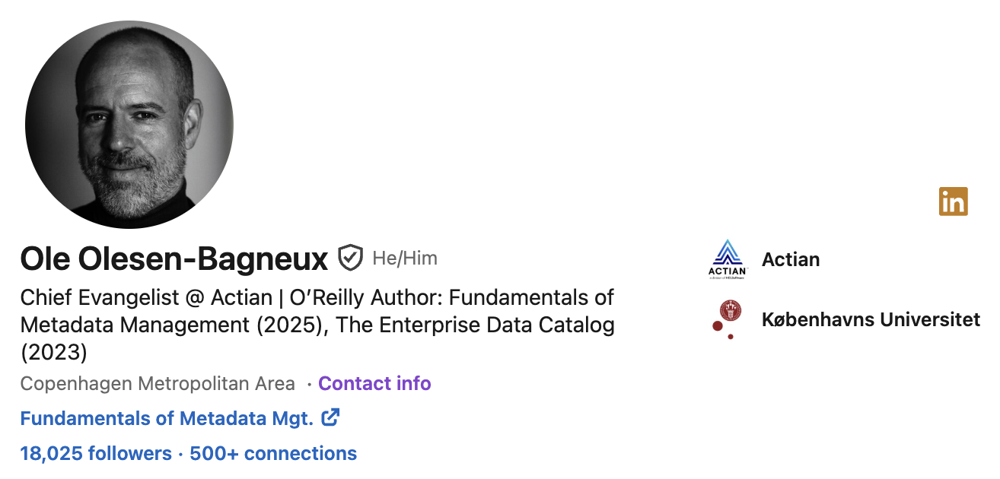 Ole Olesen-Bagneux He/Him
Chief Evangelist @ Actian | O’Reilly Author: Fundamentals of
Metadata Management (2025), The Enterprise Data Catalog
(2023)
Copenhagen Metropolitan Area · Contact info
Fundamentals of Metadata Mgt.
18,025 followers · 500+ connections
in
ACTIAN
Actian
Københavns Universitet